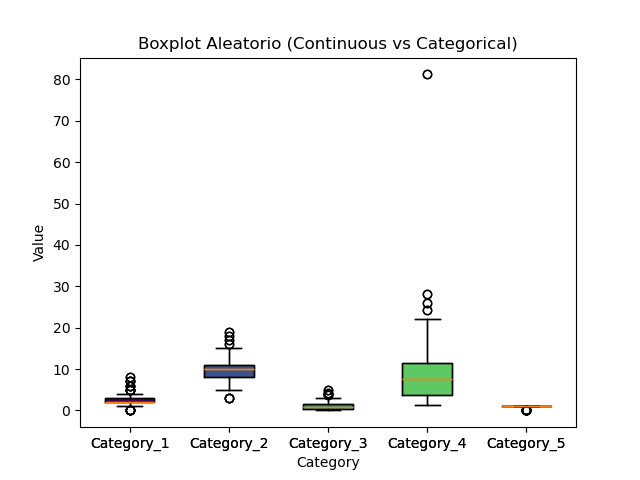 Boxplot Aleatorio (Continuous vs Categorical)
80
70
60
50
40
30
20
10
0
Value
Category_1 Category_2 Category_3 Category_4 Category_5
Category